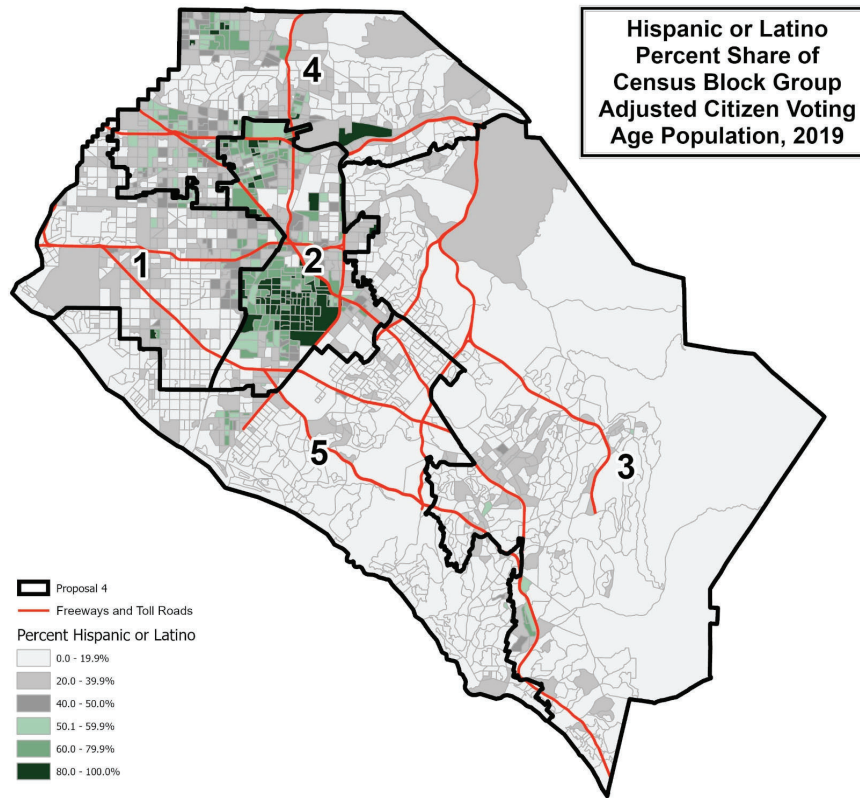 Hispanic or Latino
Percent Share of
Census Block Group
Adjusted Citizen Voting
Age Population, 2019
4
1
2
5
3
Proposal 4
Freeways and Toll Roads
Percent Hispanic or Latino
0.0 - 19.9%
20.0 - 39.9%
40.0 - 50.0%
50.1 - 59.9%
60.0 - 79.9%
80.0 - 100.0%